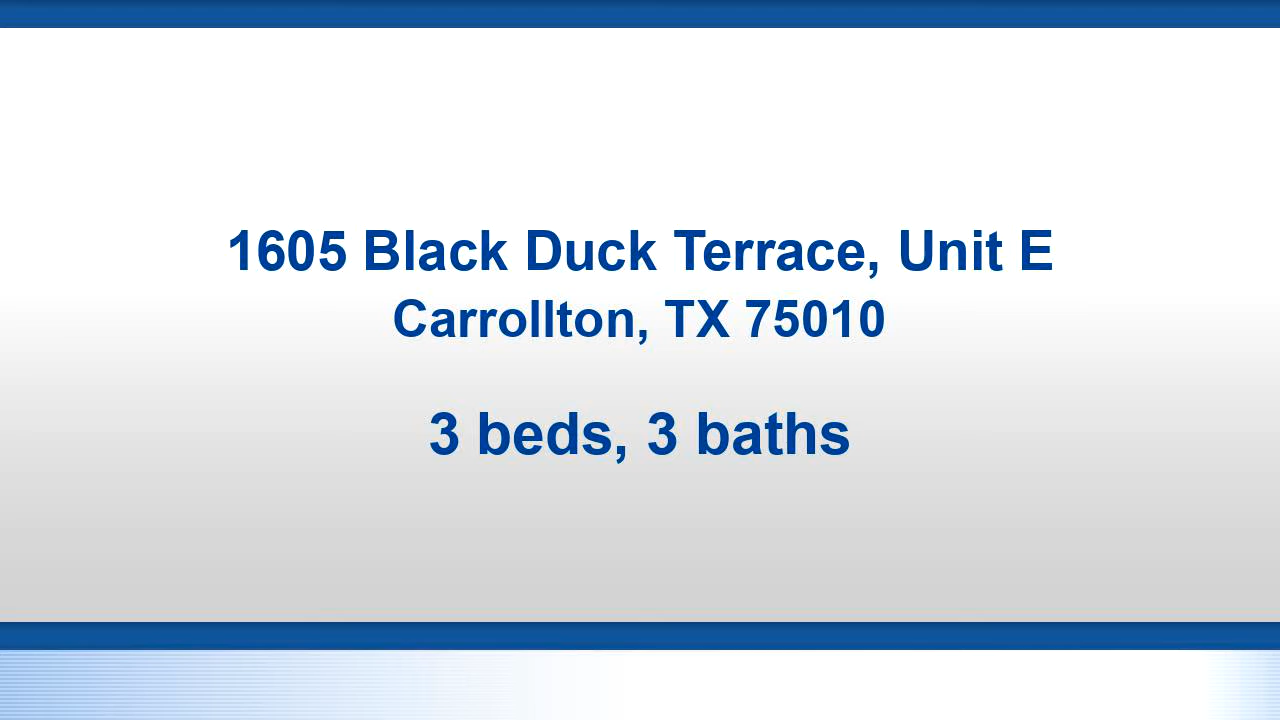 1605 Black Duck Terrace, Unit E
Carrollton, TX 75010
3 beds, 3 baths